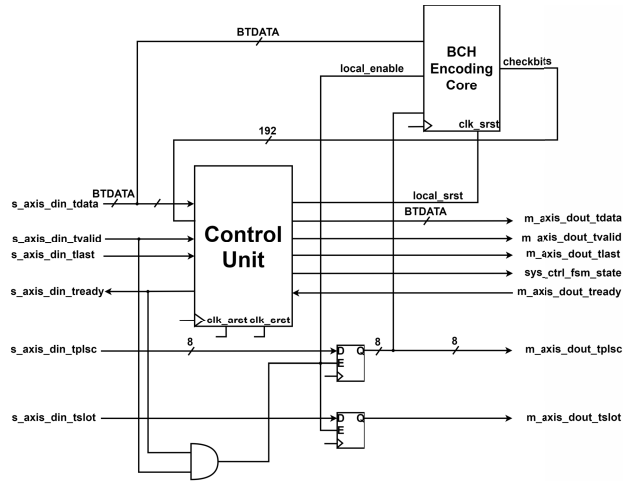 BTDATA
BCH
Encoding
Core
checkbits
local_enable
clk_srst
192
BTDATA
s_axis_din_tdata
local_srst
BTDATA
m_axis_dout_tdata
s_axis_din_tvalid
Control
Unit
m_axis_dout_tvalid
s_axis_din_tlast
m_axis_dout_tlast
sys_ctrl_fsm_state
s_axis_din_tready
m_axis_dout_tready
clk_arst clk_srst
s_axis_din_tplsc
8
D Q
E
8
8
m_axis_dout_tplsc
s_axis_din_tslot
D Q
E
m_axis_dout_tslot